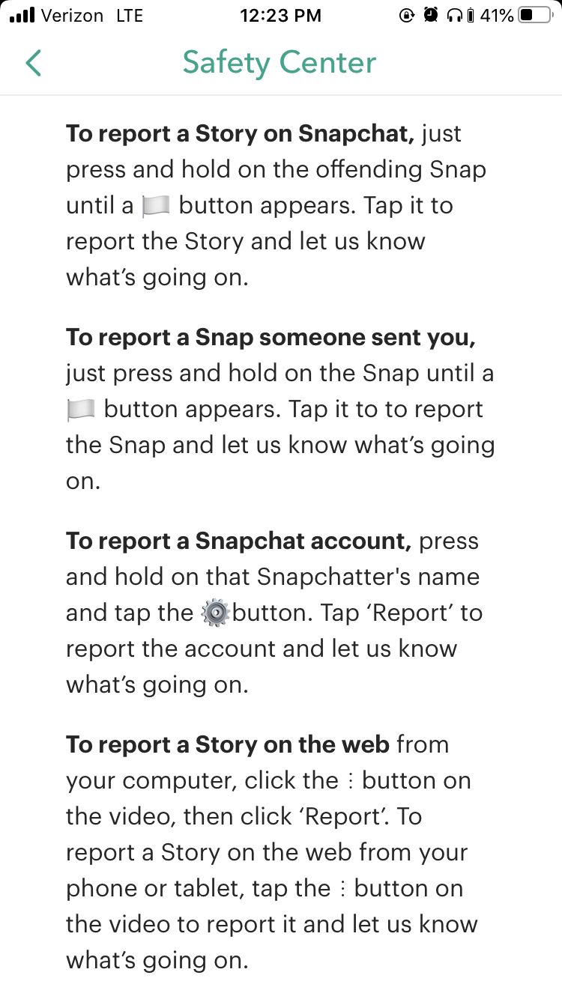 Verizon LTE 12:23 PM 41%
Safety Center
To report a Story on Snapchat, just
press and hold on the offending Snap
until a 🏳 button appears. Tap it to
report the Story and let us know
what’s going on.
To report a Snap someone sent you,
just press and hold on the Snap until a
🏳 button appears. Tap it to to report
the Snap and let us know what’s going
on.
To report a Snapchat account, press
and hold on that Snapchatter's name
and tap the ⚙button. Tap ‘Report’ to
report the account and let us know
what’s going on.
To report a Story on the web from
your computer, click the ⋮ button on
the video, then click ‘Report’. To
report a Story on the web from your
phone or tablet, tap the ⋮ button on
the video to report it and let us know
what’s going on.